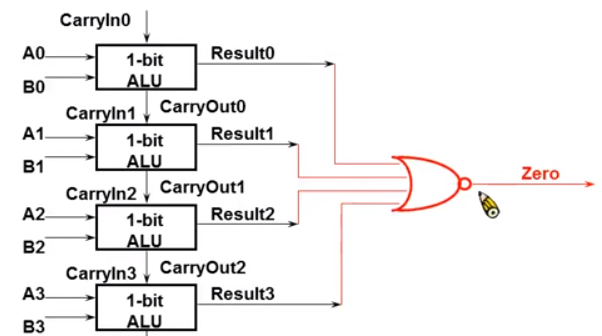 CarryIn0
A0
B0
1-bit
ALU
Result0
CarryIn1
CarryOut0
A1
B1
1-bit
ALU
Result1
CarryIn2
CarryOut1
A2
B2
1-bit
ALU
Result2
CarryIn3
CarryOut2
A3
B3
1-bit
ALU
Result3
Zero